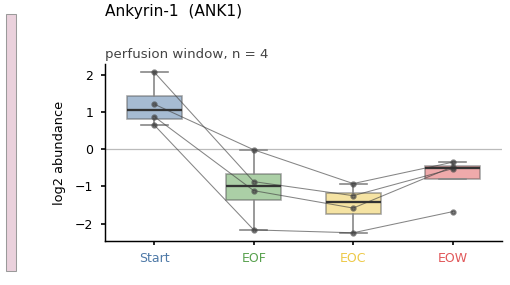 Ankyrin-1 (ANK1)
perfusion window, n = 4
log2 abundance
2
1
0
−1
−2
Start EOF EOC EOW